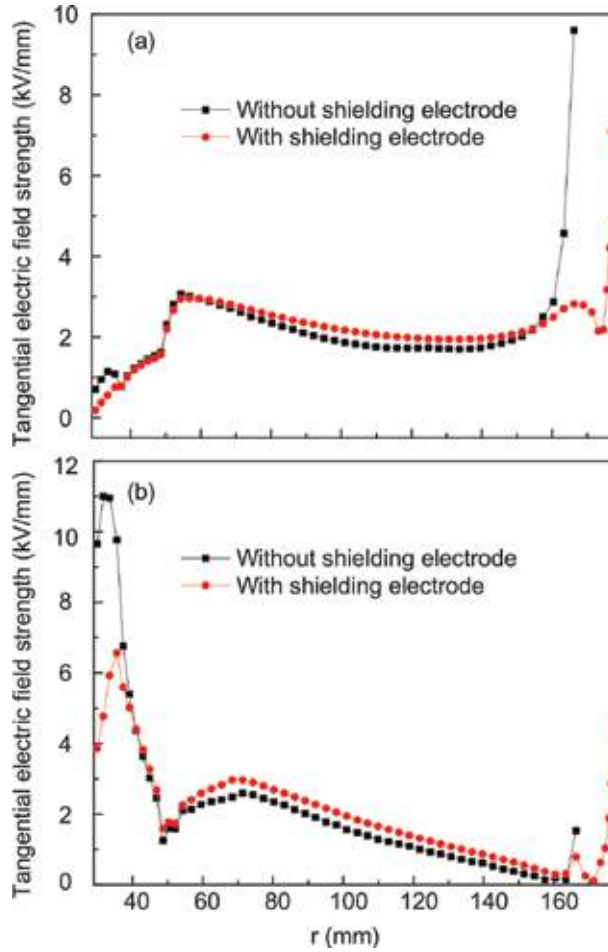 (a)
Tangential electric field strength (kV/mm)
10
8
6
4
2
0
Without shielding electrode
With shielding electrode
(b)
Tangential electric field strength (kV/mm)
12
10
8
6
4
2
0
Without shielding electrode
With shielding electrode
40 60 80 100 120 140 160
r (mm)